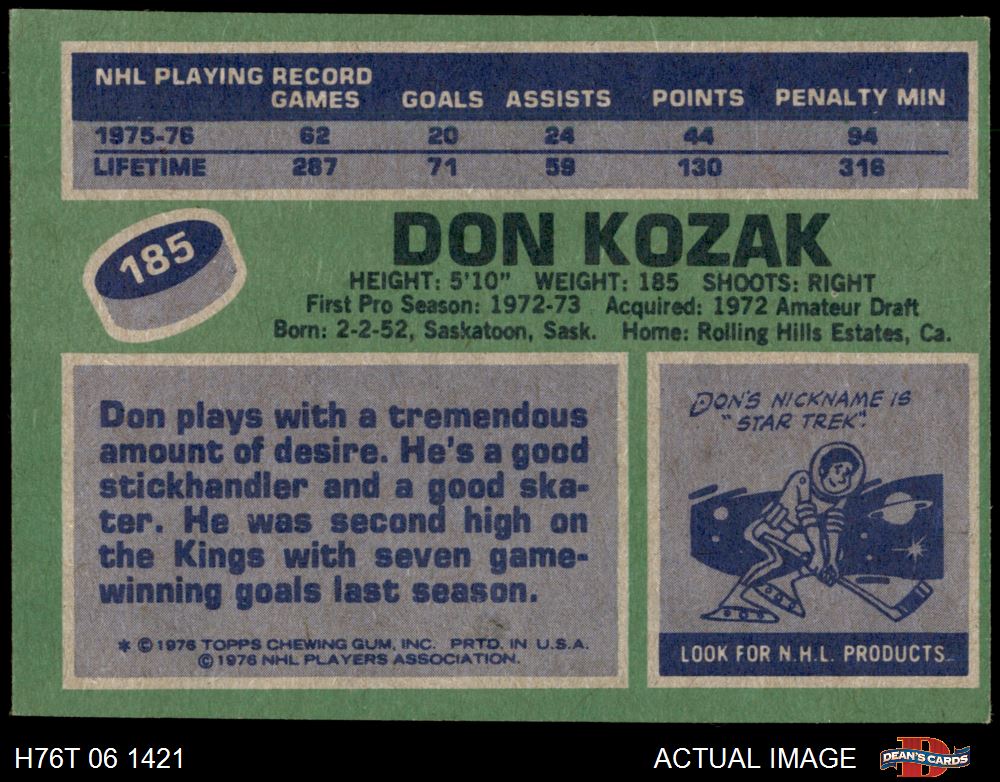 NHL PLAYING RECORD
GAMES GOALS ASSISTS POINTS PENALTY MIN
1975-76 62 20 24 44 94
LIFETIME 287 71 59 130 316
185
DON KOZAK
HEIGHT: 5'10" WEIGHT: 185 SHOOTS: RIGHT
First Pro Season: 1972-73 Acquired: 1972 Amateur Draft
Born: 2-2-52, Saskatoon, Sask. Home: Rolling Hills Estates, Ca.
Don plays with a tremendous
amount of desire. He's a good
stickhandler and a good ska-
ter. He was second high on
the Kings with seven game-
winning goals last season.
* © 1976 TOPPS CHEWING GUM, INC. PRTD. IN U.S.A.
© 1976 NHL PLAYERS ASSOCIATION.
DON'S NICKNAME IS
"STAR TREK".
LOOK FOR N.H.L. PRODUCTS
H76T 06 1421 ACTUAL IMAGE DEAN'S CARDS